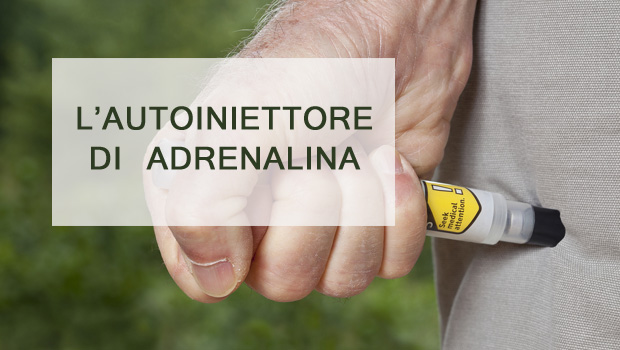 L'AUTOINIETTORE
DI ADRENALINA
Seek
medical
attention.